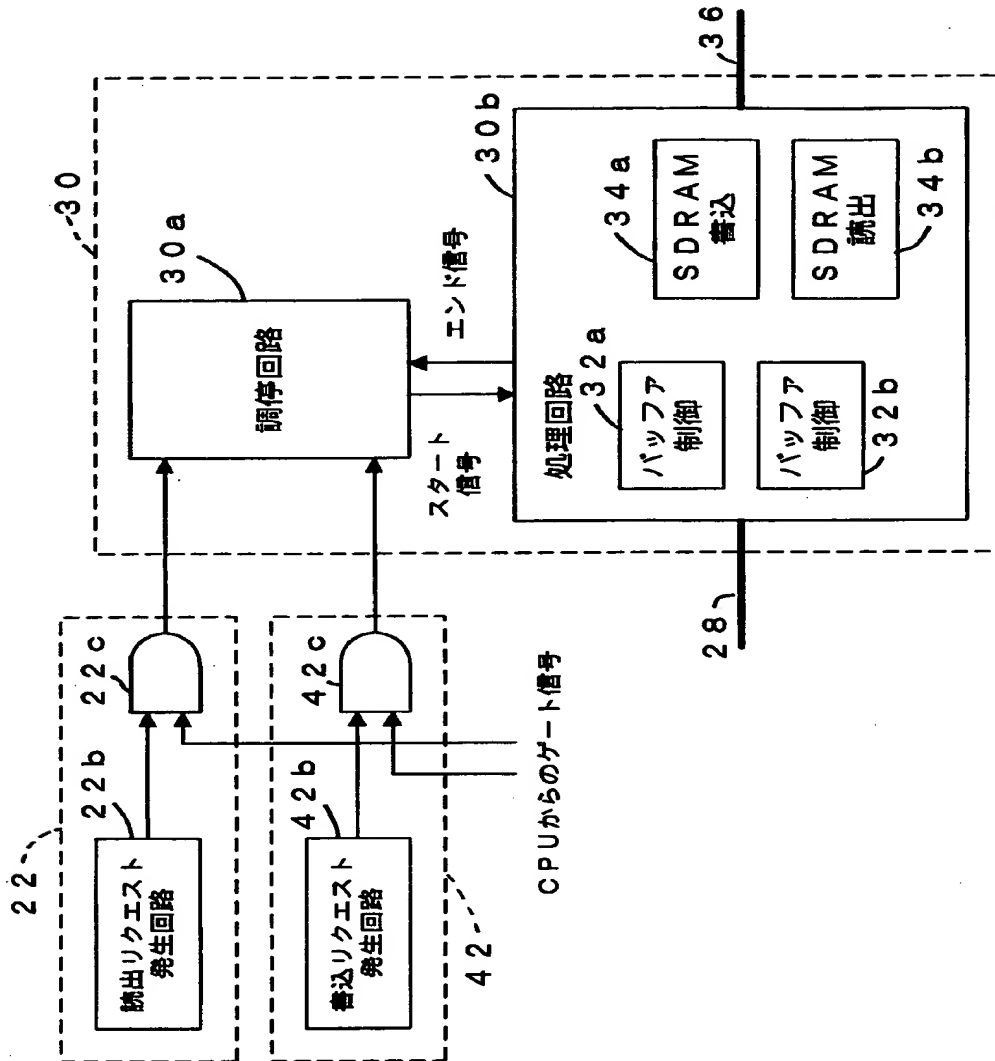 22
読出リクエスト
発生回路
22b
22c
書込リクエスト
発生回路
42b
42c
42
CPUからのゲート信号
30
調停回路
30a
スタート
信号
エンド信号
処理回路
30b
バッファ
制御
32a
バッファ
制御
32b
SDRAM
書込
34a
SDRAM
読出
34b
28
36